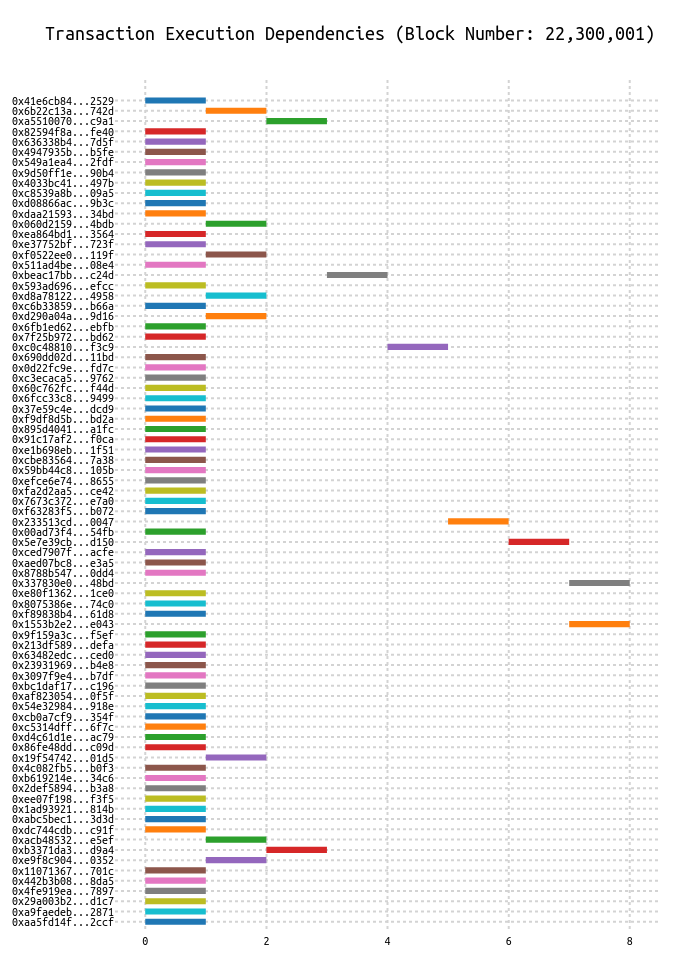 Transaction Execution Dependencies (Block Number: 22,300,001)
0x41e6cb84...2529
0x6b22c13a...742d
0xa5510070...c9a1
0x82594f8a...fe40
0x636338b4...7d5f
0x4947935b...b5fe
0x549a1ea4...2fdf
0x9d50ff1e...90b4
0x4033bc41...497b
0xc8539a8b...09a5
0xd08866ac...9b3c
0xdaa21593...34bd
0x060d2159...4bdb
0xea864bd1...3564
0xe37752bf...723f
0xf0522ee0...119f
0x511ad4be...08e4
0xbeac17bb...c24d
0x593ad696...efcc
0xd8a78122...4958
0xc6b33859...b66a
0xd290a04a...9d16
0x6fb1ed62...ebfb
0x7f25b972...bd62
0xc0c48810...f3c9
0x690dd02d...11bd
0x0d22fc9e...fd7c
0xc3ecaca5...9762
0x60c762fc...f44d
0x6fcc33c8...9499
0x37e59c4e...dcd9
0xf9df8d5b...bd2a
0x895d4041...a1fc
0x91c17af2...f0ca
0xe1b698eb...1f51
0xcbe83564...7a38
0x59bb44c8...105b
0xefce6e74...8655
0xfa2d2aa5...ce42
0x7673c372...e7a0
0xf63283f5...b072
0x233513cd...0047
0x00ad73f4...54fb
0x5e7e39cb...d150
0xced7907f...acfe
0xaed07bc8...e3a5
0x8788b547...0dd4
0x337830e0...48bd
0xe80f1362...1ce0
0x8075386e...74c0
0xf89838b4...61d8
0x1553b2e2...e043
0x9f159a3c...f5ef
0x213df589...defa
0x63482edc...ced0
0x23931969...b4e8
0x3097f9e4...b7df
0xbc1daf17...c196
0xaf823054...0f5f
0x54e32984...918e
0xcb0a7cf9...354f
0xc5314dff...6f7c
0xd4c61d1e...ac79
0x86fe48dd...c09d
0x19f54742...01d5
0x4c082fb5...b0f3
0xb619214e...34c6
0x2def5894...b3a8
0xee07f198...f3f5
0x1ad93921...814b
0xabc5bec1...3d3d
0xdc744cdb...c91f
0xacb48532...e5ef
0xb3371da3...d9a4
0xe9f8c904...0352
0x11071367...701c
0x442b3b08...8da5
0x4fe919ea...7897
0x29a003b2...d1c7
0xa9faedeb...2871
0xaa5fd14f...2ccf
0 2 4 6 8